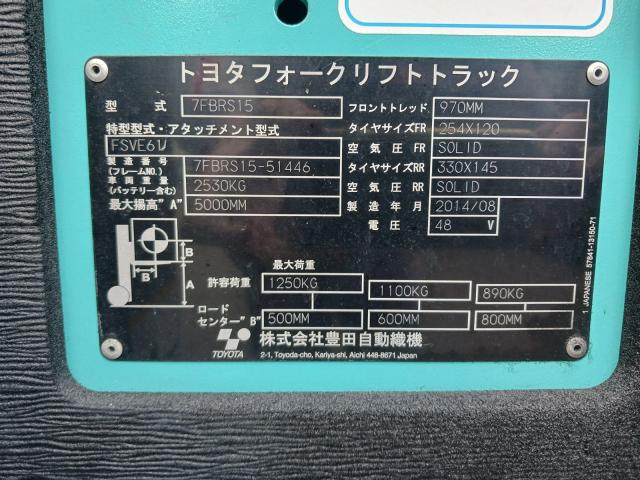 トヨタフォークリフトトラック
型式 7FBRS15 フロントトレッド 970MM
特型型式・アタッチメント型式 タイヤサイズFR 254X120
FSVE61V 空気圧FR SOLID
製造番号 (フレームNO.) 7FBRS15-51446 タイヤサイズRR 330X145
車両重量 (バッテリー含む) 2530KG 空気圧RR SOLID
最大揚高"A" 5000MM 製造年月 2014/08
電圧 48 V
B
B
A
最大荷重
許容荷重 1250KG 1100KG 890KG
ロードセンター"B" 500MM 600MM 800MM
TOYOTA 株式会社豊田自動織機
2-1, Toyoda-cho, Kariya-shi, Aichi 448-8671 Japan
1 JAPANESE 57841-13150-71